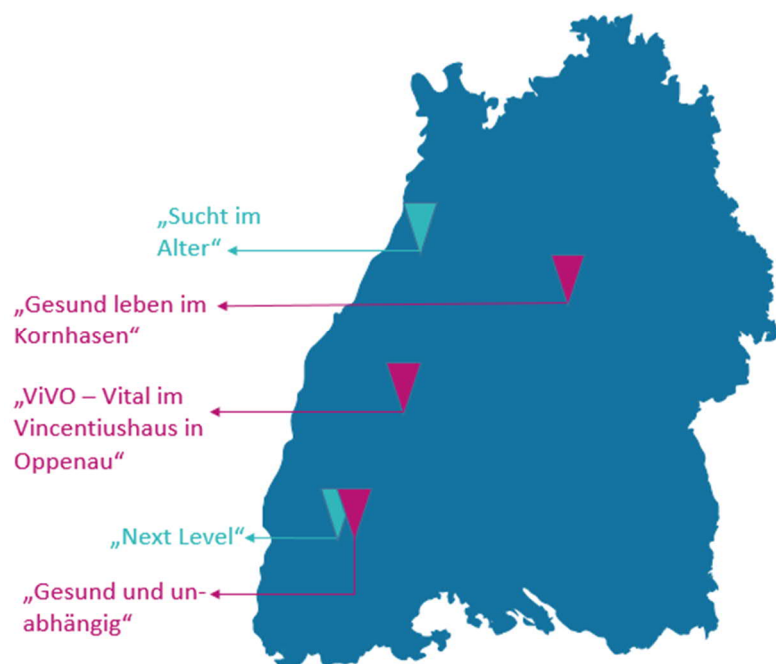 „Sucht im
Alter“
„Gesund leben im
Kornhasen“
„ViVO – Vital im
Vincentiushaus in
Oppenau“
„Next Level“
„Gesund und un-
abhängig“